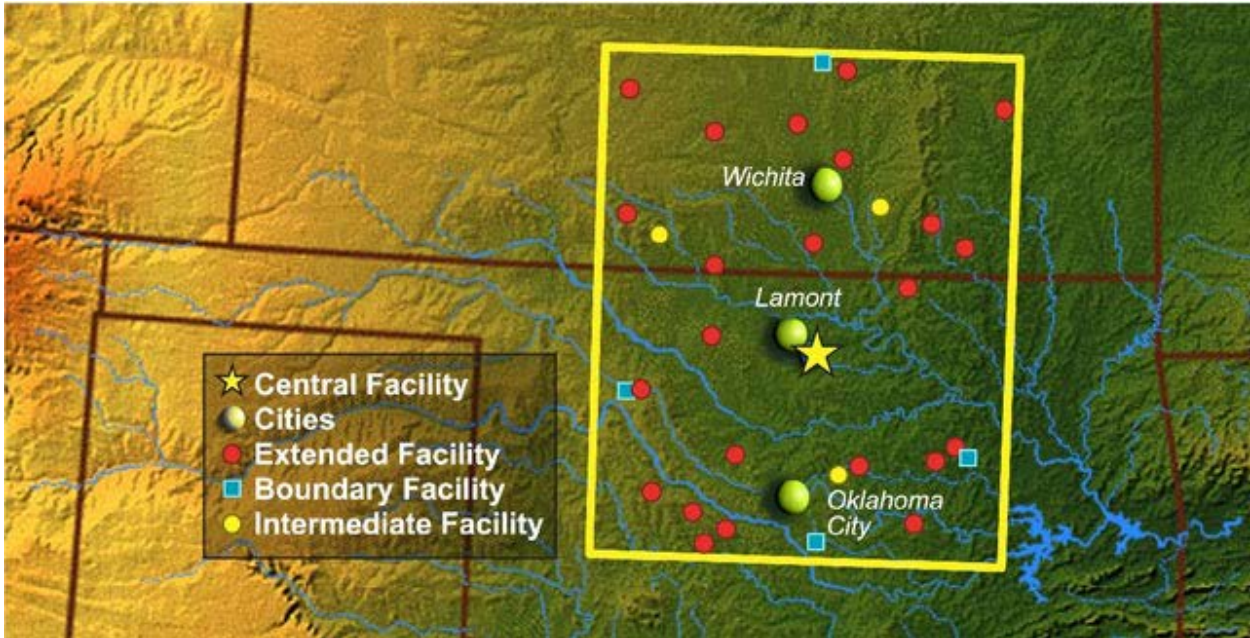 Wichita
Lamont
Central Facility
Cities
Extended Facility
Boundary Facility
Intermediate Facility
Oklahoma
City